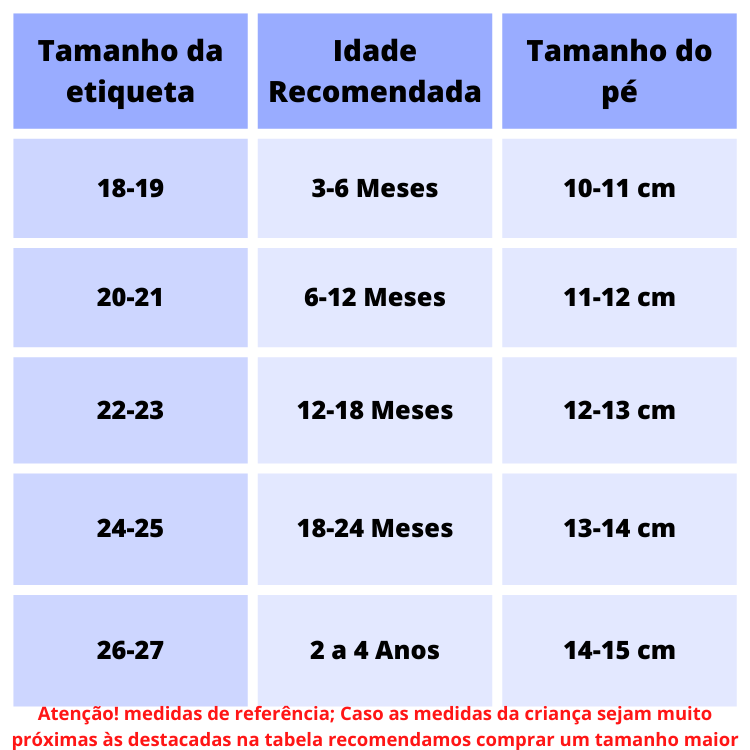 Tamanho da
etiqueta
Idade
Recomendada
Tamanho do
pé
18-19
3-6 Meses
10-11 cm
20-21
6-12 Meses
11-12 cm
22-23
12-18 Meses
12-13 cm
24-25
18-24 Meses
13-14 cm
26-27
2 a 4 Anos
14-15 cm
Atenção! medidas de referência; Caso as medidas da criança sejam muito
próximas às destacadas na tabela recomendamos comprar um tamanho maior